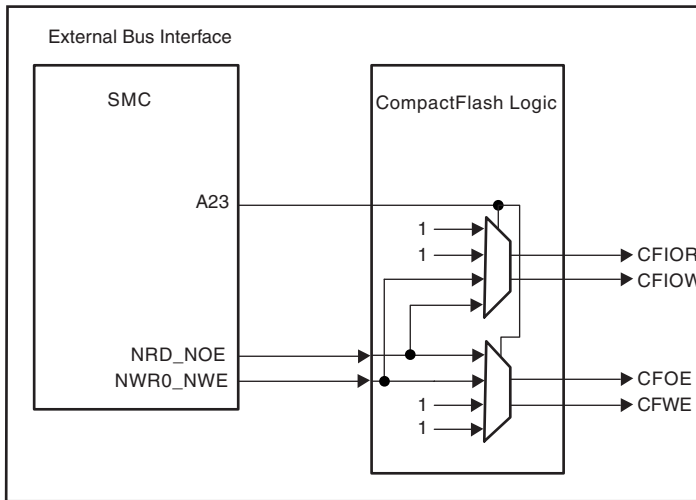 External Bus Interface
SMC
CompactFlash Logic
A23
1
1
CFIOR
CFIOW
NRD_NOE
NWR0_NWE
CFOE
CFWE
1
1